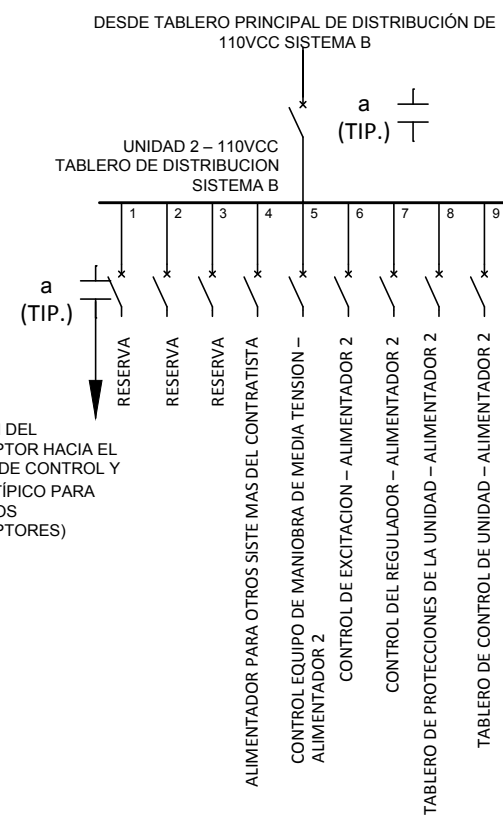 DESDE TABLERO PRINCIPAL DE DISTRIBUCIÓN DE
110VCC SISTEMA B
a
(TIP.)
UNIDAD 2 – 110VCC
TABLERO DE DISTRIBUCION
SISTEMA B
1
2
3
4
5
6
7
8
9
a
(TIP.)
RESERVA
RESERVA
RESERVA
ALIMENTADOR PARA OTROS SISTE MAS DEL CONTRATISTA
CONTROL EQUIPO DE MANIOBRA DE MEDIA TENSION –
ALIMENTADOR 2
CONTROL DE EXCITACION – ALIMENTADOR 2
CONTROL DEL REGULADOR – ALIMENTADOR 2
TABLERO DE PROTECCIONES DE LA UNIDAD – ALIMENTADOR 2
TABLERO DE CONTROL DE UNIDAD – ALIMENTADOR 2
DEL
PTOR HACIA EL
DE CONTROL Y
TÍPICO PARA
OS
PTORES)